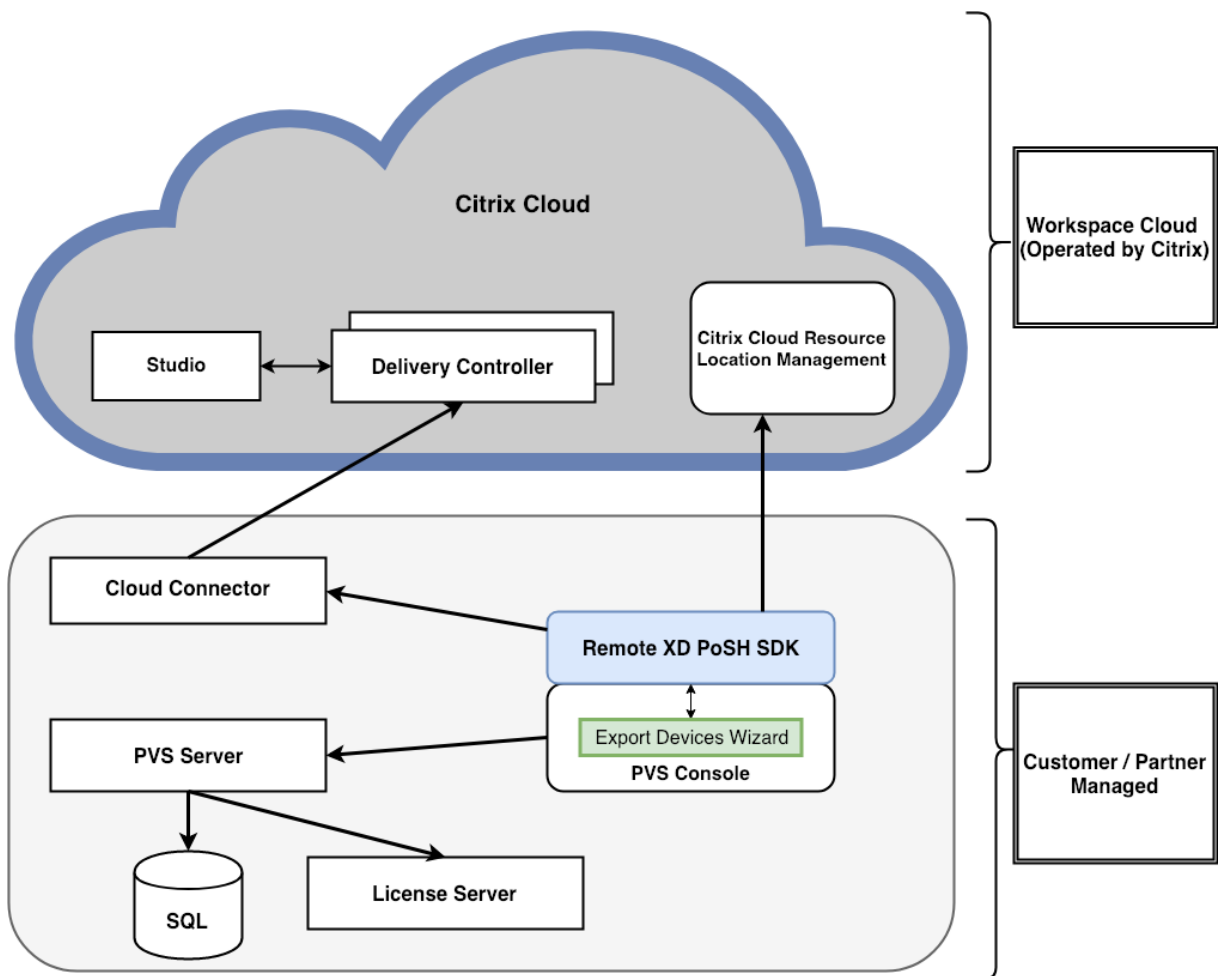 Citrix Cloud
Workspace Cloud
(Operated by Citrix)
Studio
Delivery Controller
Citrix Cloud Resource
Location Management
Cloud Connector
Remote XD PoSH SDK
Export Devices Wizard
PVS Console
PVS Server
Customer / Partner
Managed
License Server
SQL